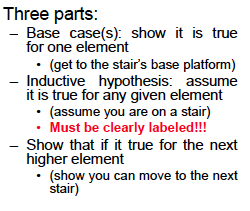 Three parts:
– Base case(s): show it is true
for one element
• (get to the stair's base platform)
– Inductive hypothesis: assume
it is true for any given element
• (assume you are on a stair)
• Must be clearly labeled!!!
– Show that if it true for the next
higher element
• (show you can move to the next
stair)